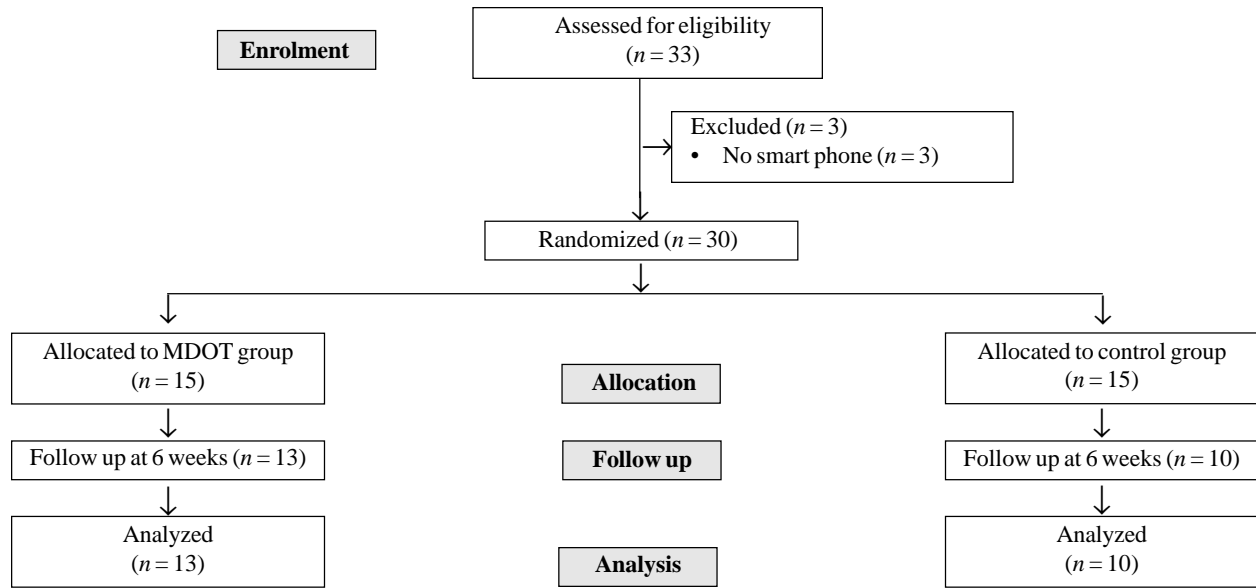 Enrolment
Assessed for eligibility
(n = 33)
Excluded (n = 3)
• No smart phone (n = 3)
Randomized (n = 30)
Allocated to MDOT group
(n = 15)
Allocation
Allocated to control group
(n = 15)
Follow up at 6 weeks (n = 13)
Follow up
Follow up at 6 weeks (n = 10)
Analyzed
(n = 13)
Analysis
Analyzed
(n = 10)